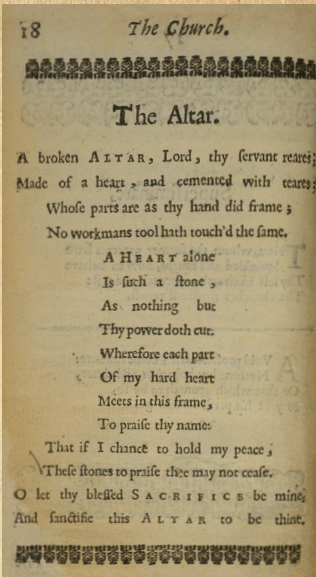 18 The Church.
The Altar.
A broken ALTAR, Lord, thy servant reares;
Made of a heart, and cemented with teares;
Whose parts are as thy hand did frame;
No workmans tool hath touch'd the same.
A HEART alone
Is such a stone,
As nothing but
Thy power doth cut.
Wherefore each part
Of my hard heart
Meets in this frame,
To praise thy name:
That if I chance to hold my peace,
These stones to praise thee may not cease.
O let thy blessed SACRIFICE be mine,
And sanctifie this ALTAR to be thine.